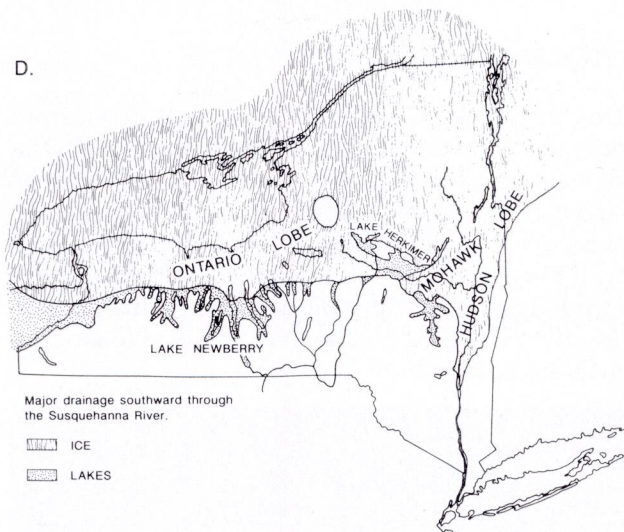 D.
LAKE HERKIMER
ONTARIO LOBE
MOHAWK
HUDSON LOBE
LAKE NEWBERRY
Major drainage southward through
the Susquehanna River.
ICE
LAKES